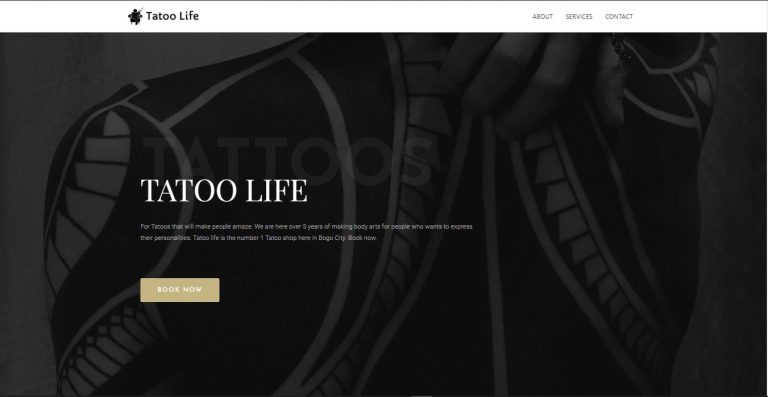 Tatoo Life
ABOUT SERVICES CONTACT
TATTOOS
TATOO LIFE
For Tatoos that will make people amaze. We are here over 5 years of making body arts for people who wants to express
their personalities. Tatoo life is the number 1 Tatoo shop here in Bogo City. Book now.
BOOK NOW